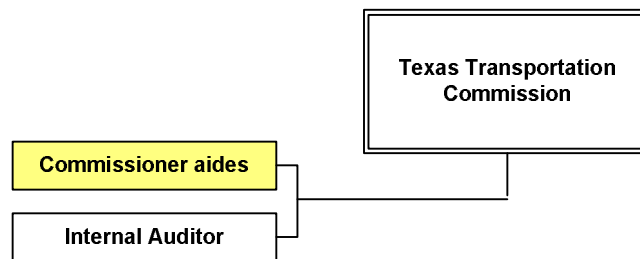 Texas Transportation
Commission
Commissioner aides
Internal Auditor